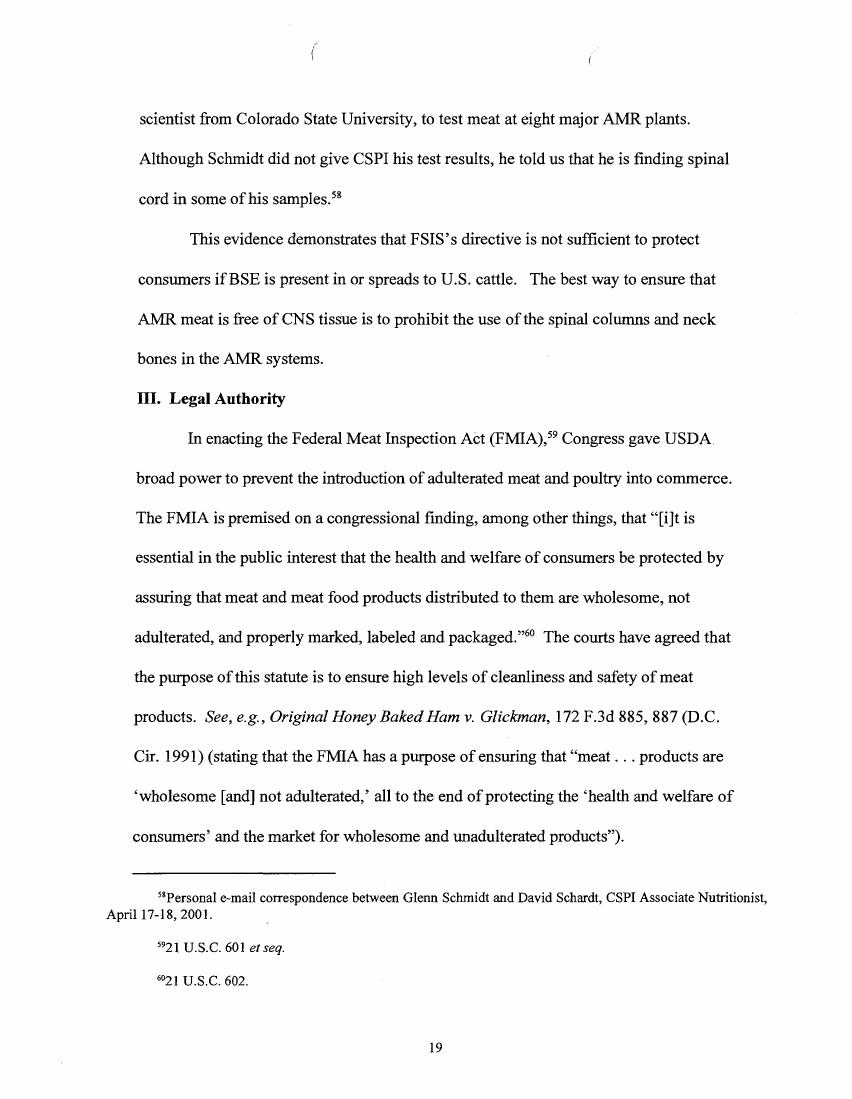 scientist from Colorado State University, to test meat at eight major AMR plants.
Although Schmidt did not give CSPI his test results, he told us that he is finding spinal
cord in some of his samples.⁵⁸
This evidence demonstrates that FSIS's directive is not sufficient to protect
consumers if BSE is present in or spreads to U.S. cattle. The best way to ensure that
AMR meat is free of CNS tissue is to prohibit the use of the spinal columns and neck
bones in the AMR systems.
III. Legal Authority
In enacting the Federal Meat Inspection Act (FMIA),⁵⁹ Congress gave USDA
broad power to prevent the introduction of adulterated meat and poultry into commerce.
The FMIA is premised on a congressional finding, among other things, that “[i]t is
essential in the public interest that the health and welfare of consumers be protected by
assuring that meat and meat food products distributed to them are wholesome, not
adulterated, and properly marked, labeled and packaged.”⁶⁰ The courts have agreed that
the purpose of this statute is to ensure high levels of cleanliness and safety of meat
products. See, e.g., Original Honey Baked Ham v. Glickman, 172 F.3d 885, 887 (D.C.
Cir. 1991) (stating that the FMIA has a purpose of ensuring that “meat . . . products are
‘wholesome [and] not adulterated,’ all to the end of protecting the ‘health and welfare of
consumers’ and the market for wholesome and unadulterated products”).
⁵⁸Personal e-mail correspondence between Glenn Schmidt and David Schardt, CSPI Associate Nutritionist,
April 17-18, 2001.
⁵⁹21 U.S.C. 601 et seq.
⁶⁰21 U.S.C. 602.
19